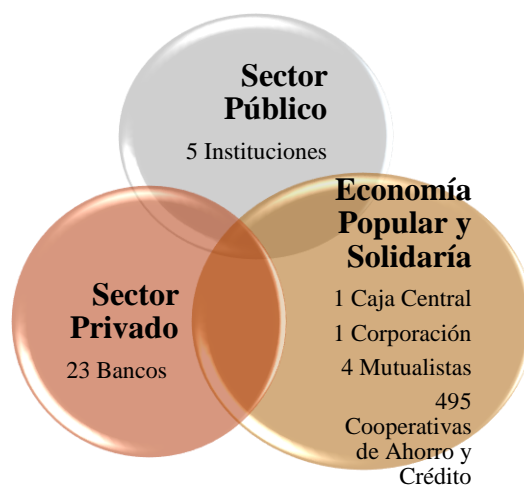 Sector
Público
5 Instituciones
Economía
Popular y
Solidaría
1 Caja Central
1 Corporación
4 Mutualistas
495
Cooperativas
de Ahorro y
Crédito
Sector
Privado
23 Bancos